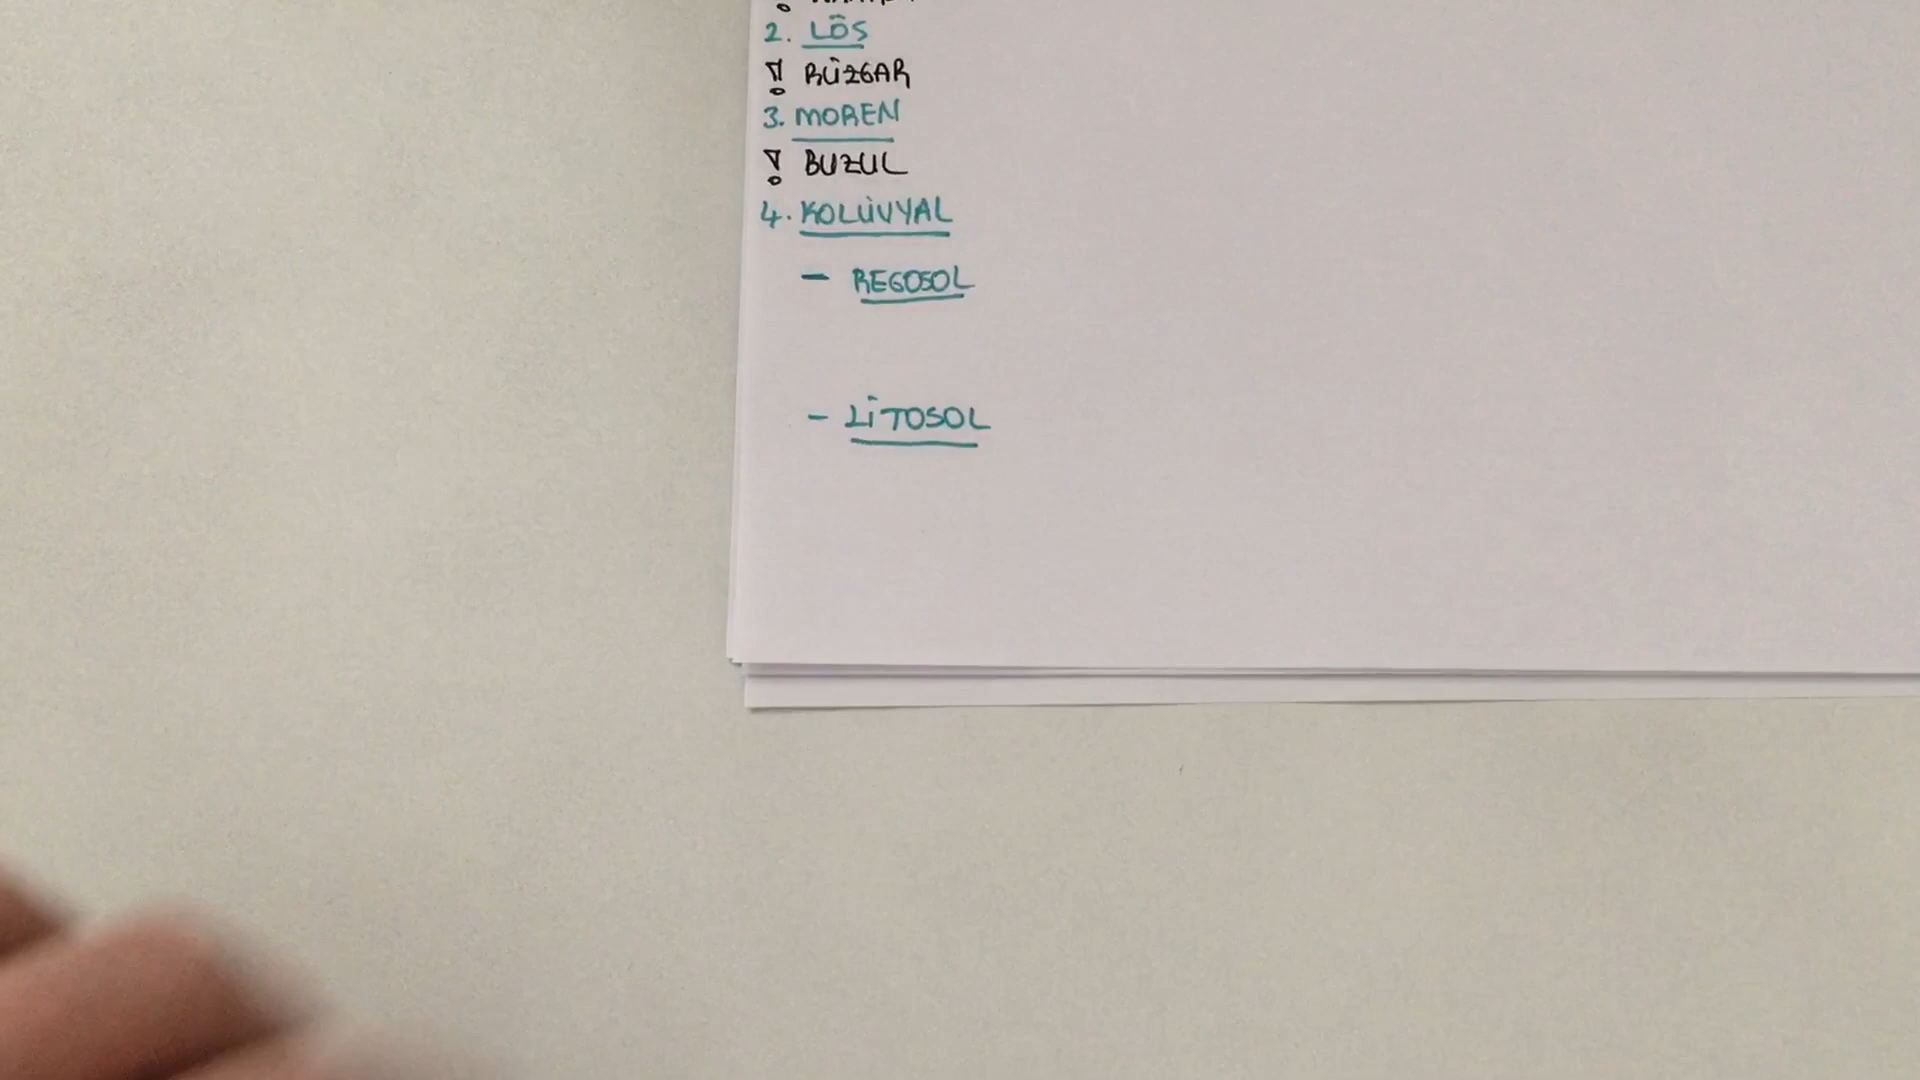 2. LÖS
! RÜZGAR
3. MOREN
! BUZUL
4. KOLÜVYAL
- REGOSOL
- LİTOSOL